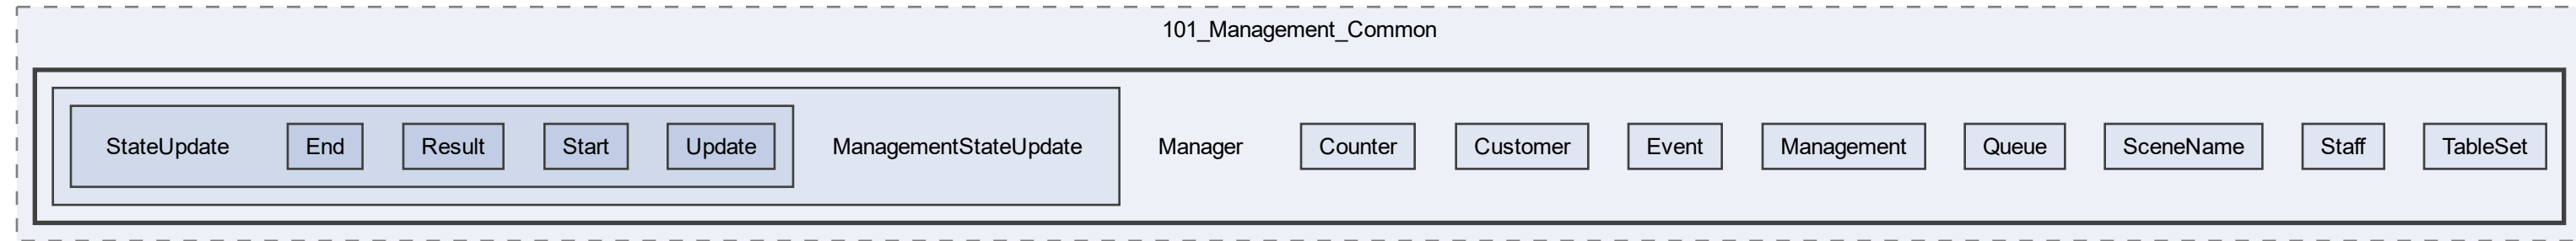 101_Management_Common
StateUpdate
End
Result
Start
Update
ManagementStateUpdate
Manager
Counter
Customer
Event
Management
Queue
SceneName
Staff
TableSet